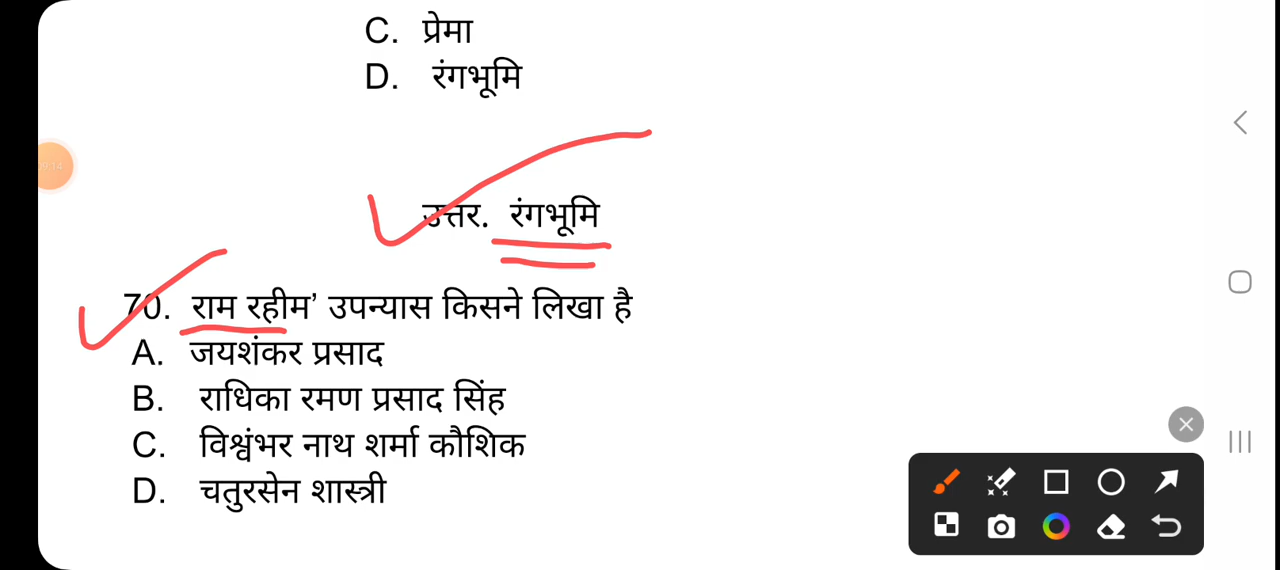 C. प्रेमा
D. रंगभूमि
उत्तर. रंगभूमि
70. राम रहीम’ उपन्यास किसने लिखा है
A. जयशंकर प्रसाद
B. राधिका रमण प्रसाद सिंह
C. विश्वंभर नाथ शर्मा कौशिक
D. चतुरसेन शास्त्री